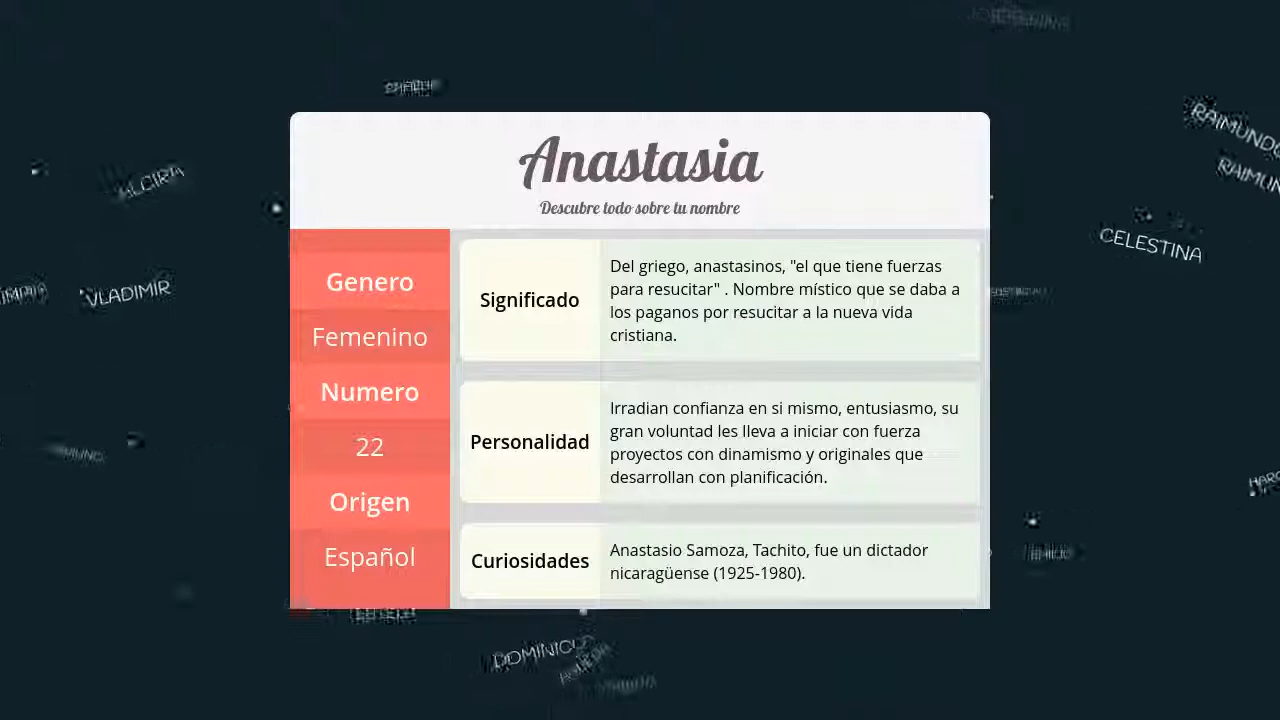 Anastasia
Descubre todo sobre tu nombre
Genero
Femenino
Numero
22
Origen
Español
Significado
Del griego, anastasinos, "el que tiene fuerzas
para resucitar" . Nombre místico que se daba a
los paganos por resucitar a la nueva vida
cristiana.
Personalidad
Irradian confianza en si mismo, entusiasmo, su
gran voluntad les lleva a iniciar con fuerza
proyectos con dinamismo y originales que
desarrollan con planificación.
Curiosidades
Anastasio Samoza, Tachito, fue un dictador
nicaragüense (1925-1980).
ALCIRA
VLADIMIR
RAIMUNDO
CELESTINA